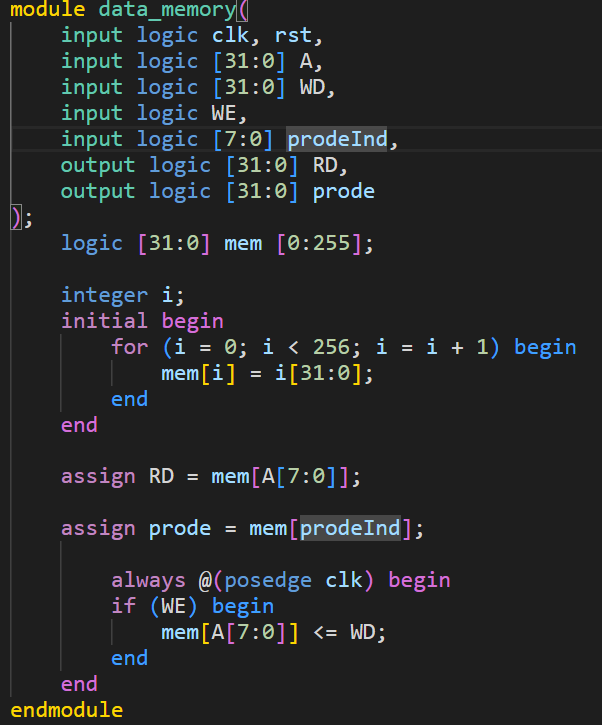 module data_memory(
    input logic clk, rst,
    input logic [31:0] A,
    input logic [31:0] WD,
    input logic WE,
    input logic [7:0] prodeInd,
    output logic [31:0] RD,
    output logic [31:0] prode
);
    logic [31:0] mem [0:255];

    integer i;
    initial begin
        for (i = 0; i < 256; i = i + 1) begin
            mem[i] = i[31:0];
        end
    end

    assign RD = mem[A[7:0]];

    assign prode = mem[prodeInd];

        always @(posedge clk) begin
        if (WE) begin
            mem[A[7:0]] <= WD;
        end
    end
endmodule